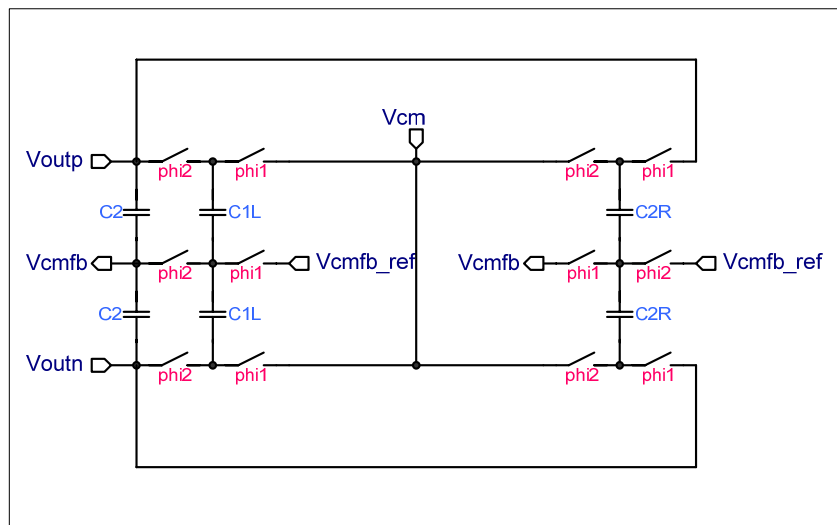 Vcm
Voutp
phi2
phi1
phi2
phi1
C2
C1L
C2R
Vcmfb
phi2
phi1
Vcmfb_ref
Vcmfb
phi1
phi2
Vcmfb_ref
C2
C1L
C2R
Voutn
phi2
phi1
phi2
phi1